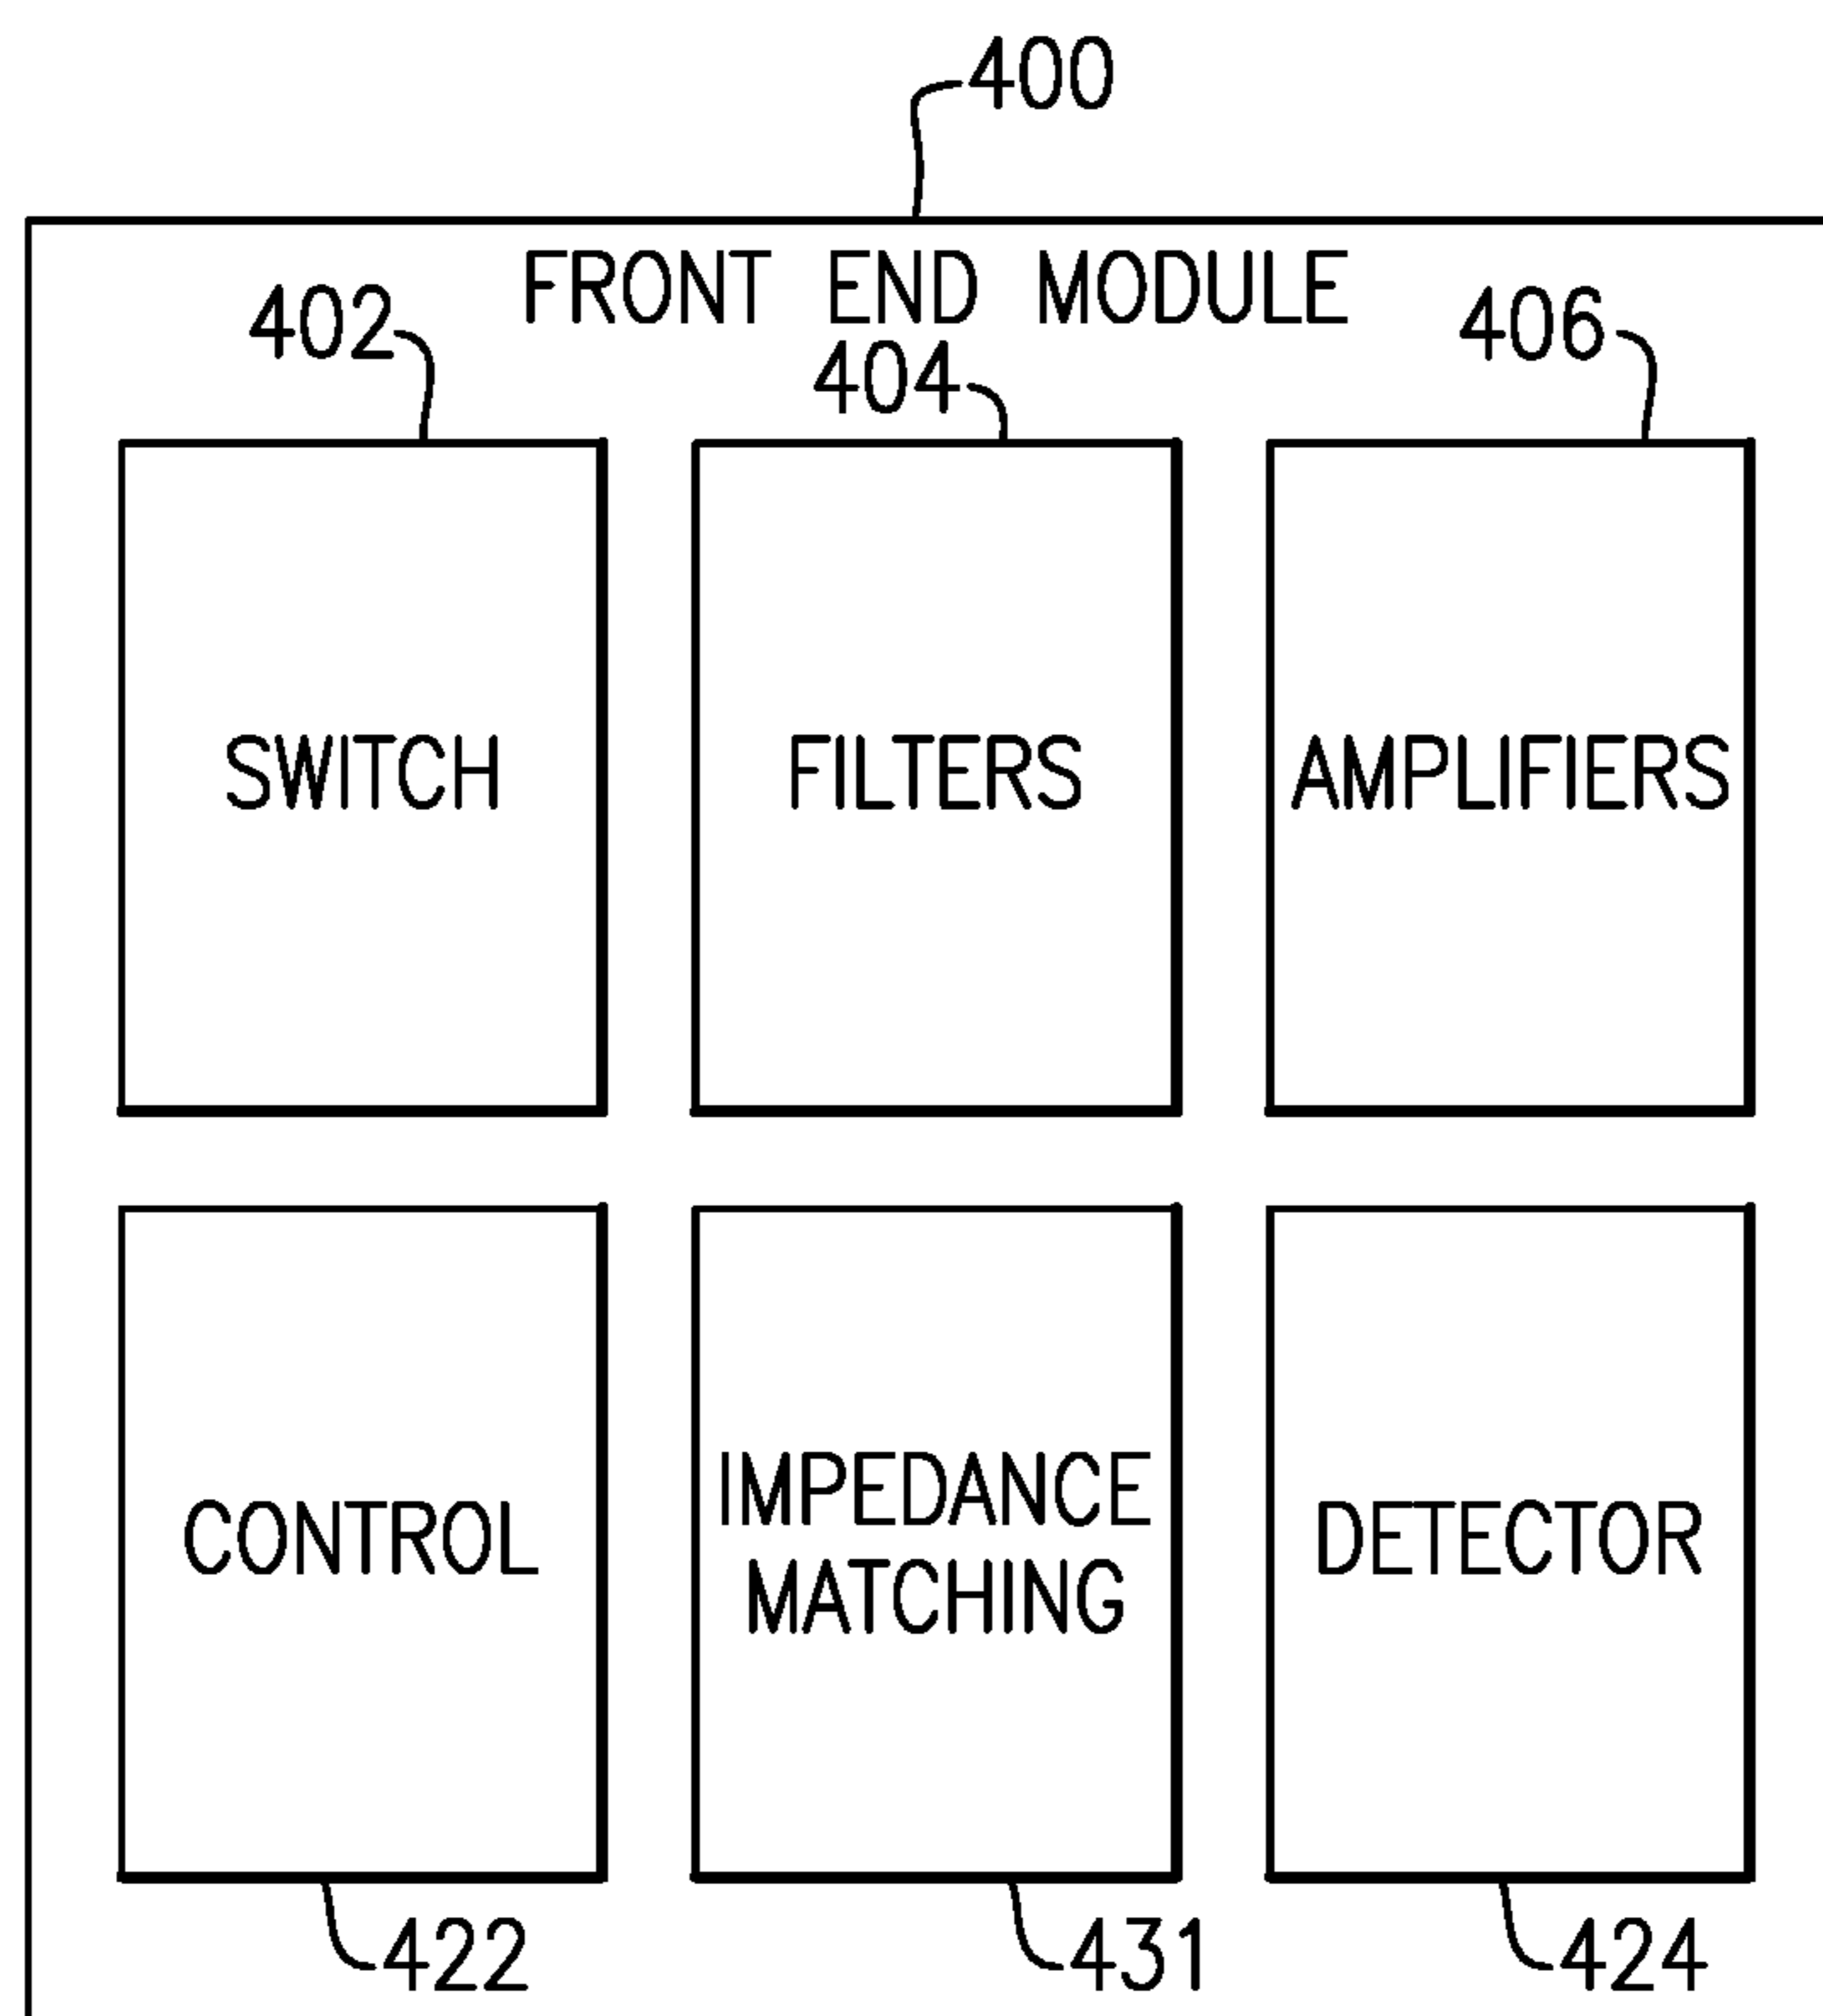 400
FRONT END MODULE
402
404
406
SWITCH
FILTERS
AMPLIFIERS
CONTROL
IMPEDANCE
MATCHING
DETECTOR
422
431
424